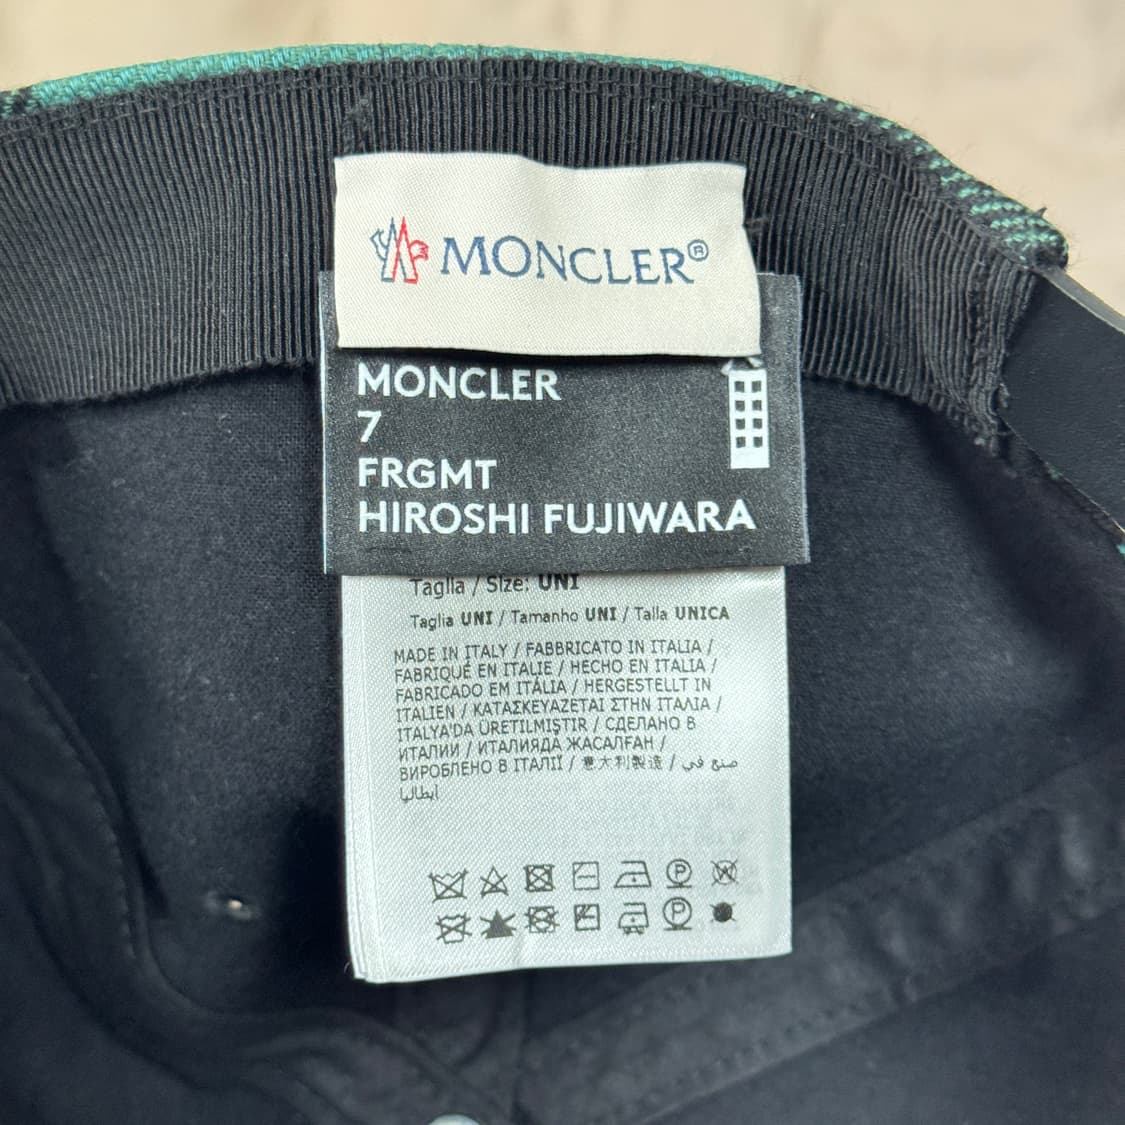 MONCLER®
MONCLER
7
FRGMT
HIROSHI FUJIWARA
Taglia / Size: UNI
Taglia UNI / Tamanho UNI / Talla UNICA
MADE IN ITALY / FABBRICATO IN ITALIA /
FABRIQUÉ EN ITALIE / HECHO EN ITALIA /
FABRICADO EM ITÁLIA / HERGESTELLT IN
ITALIEN / ΚΑΤΑΣΚΕΥΑΖΕΤΑΙ ΣΤΗΝ ΙΤΑΛΙΑ /
ITALYA'DA ÜRETILMIŞTIR / СДЕЛАНО В
ИТАЛИИ / ИТАЛИЯДА ЖАСАЛҒАН /
ВИРОБЛЕНО В ІТАЛІЇ / 意大利製造 / صنع في
إيطاليا